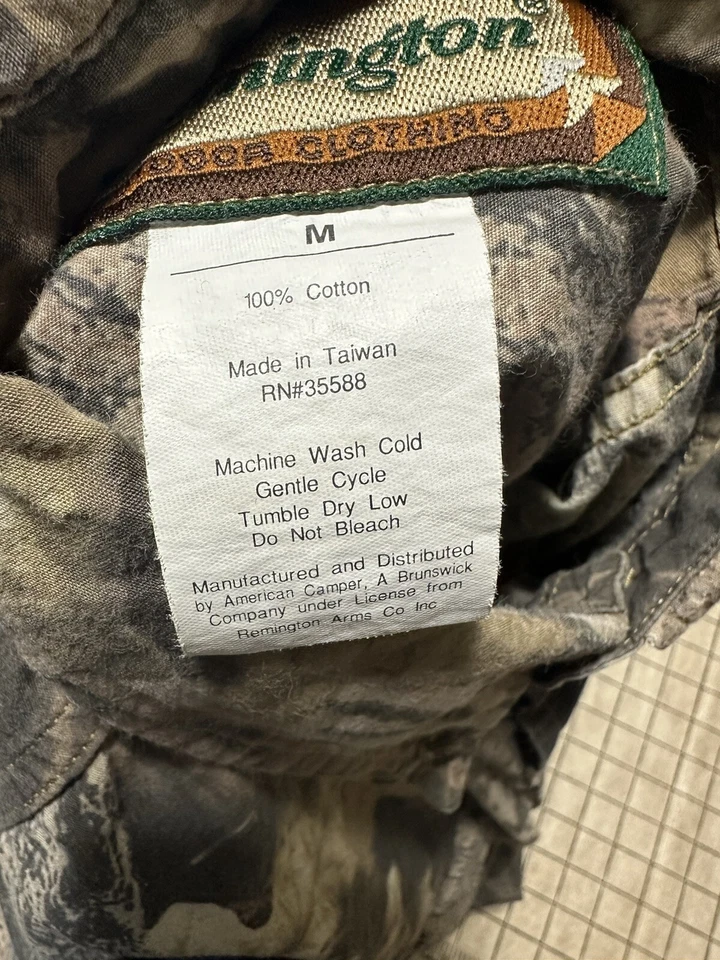 mington®
DOOR CLOTHING
M
100% Cotton
Made in Taiwan
RN#35588
Machine Wash Cold
Gentle Cycle
Tumble Dry Low
Do Not Bleach
Manufactured and Distributed
by American Camper, A Brunswick
Company under License from
Remington Arms Co Inc